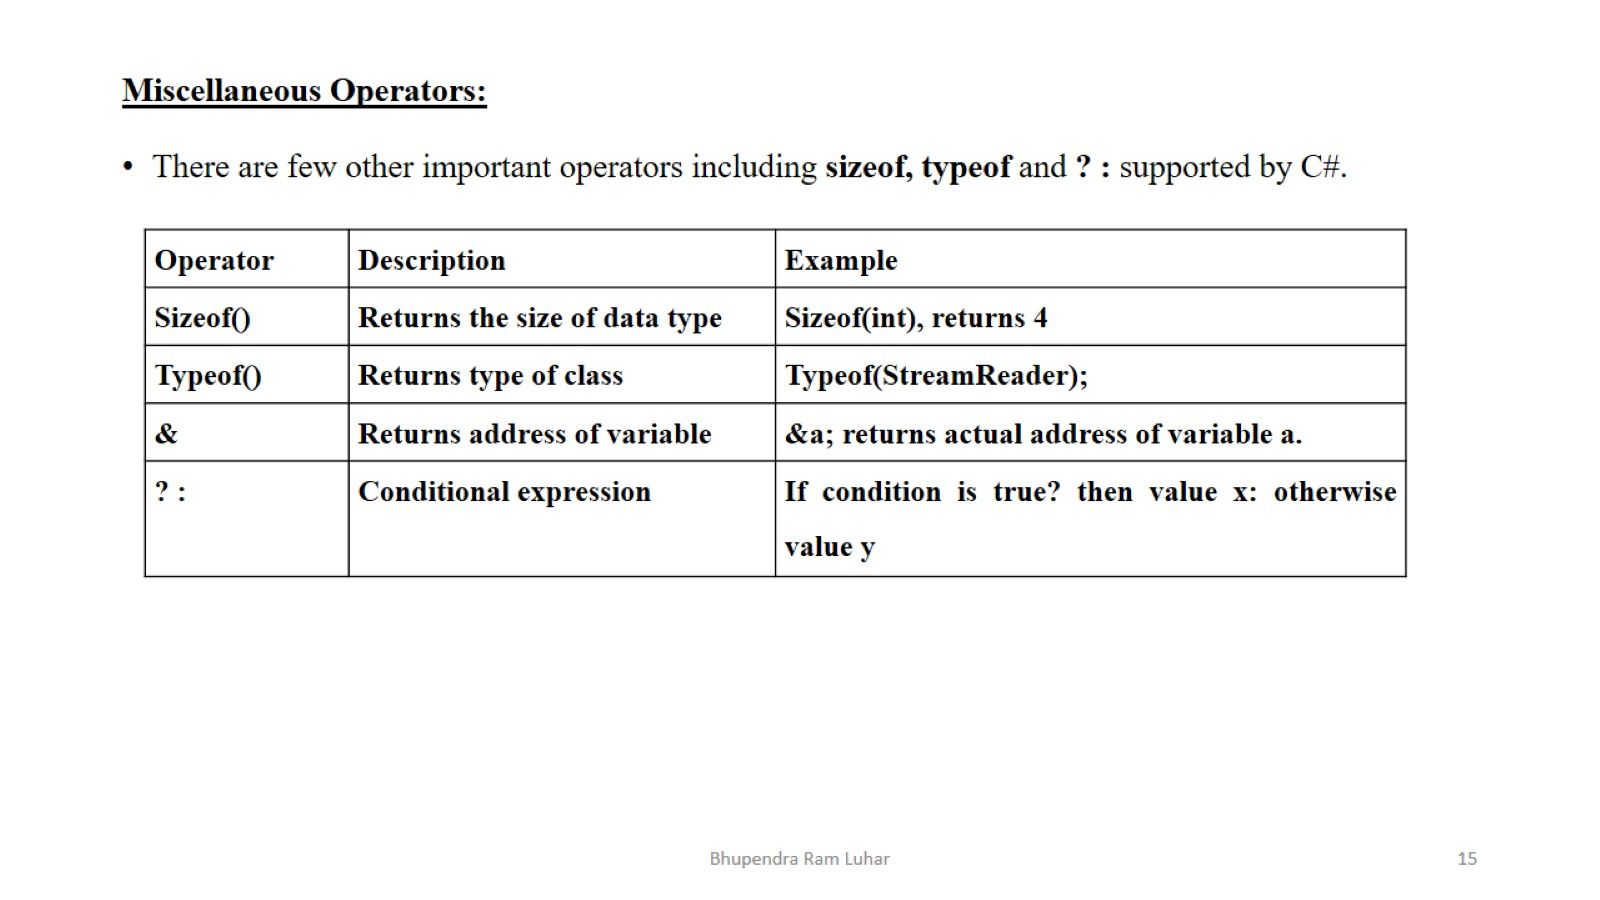 Miscellaneous Operators:
• There are few other important operators including sizeof, typeof and ? : supported by C#.
Operator Description Example
Sizeof() Returns the size of data type Sizeof(int), returns 4
Typeof() Returns type of class Typeof(StreamReader);
& Returns address of variable &a; returns actual address of variable a.
? : Conditional expression If condition is true? then value x: otherwise
value y
Bhupendra Ram Luhar 15